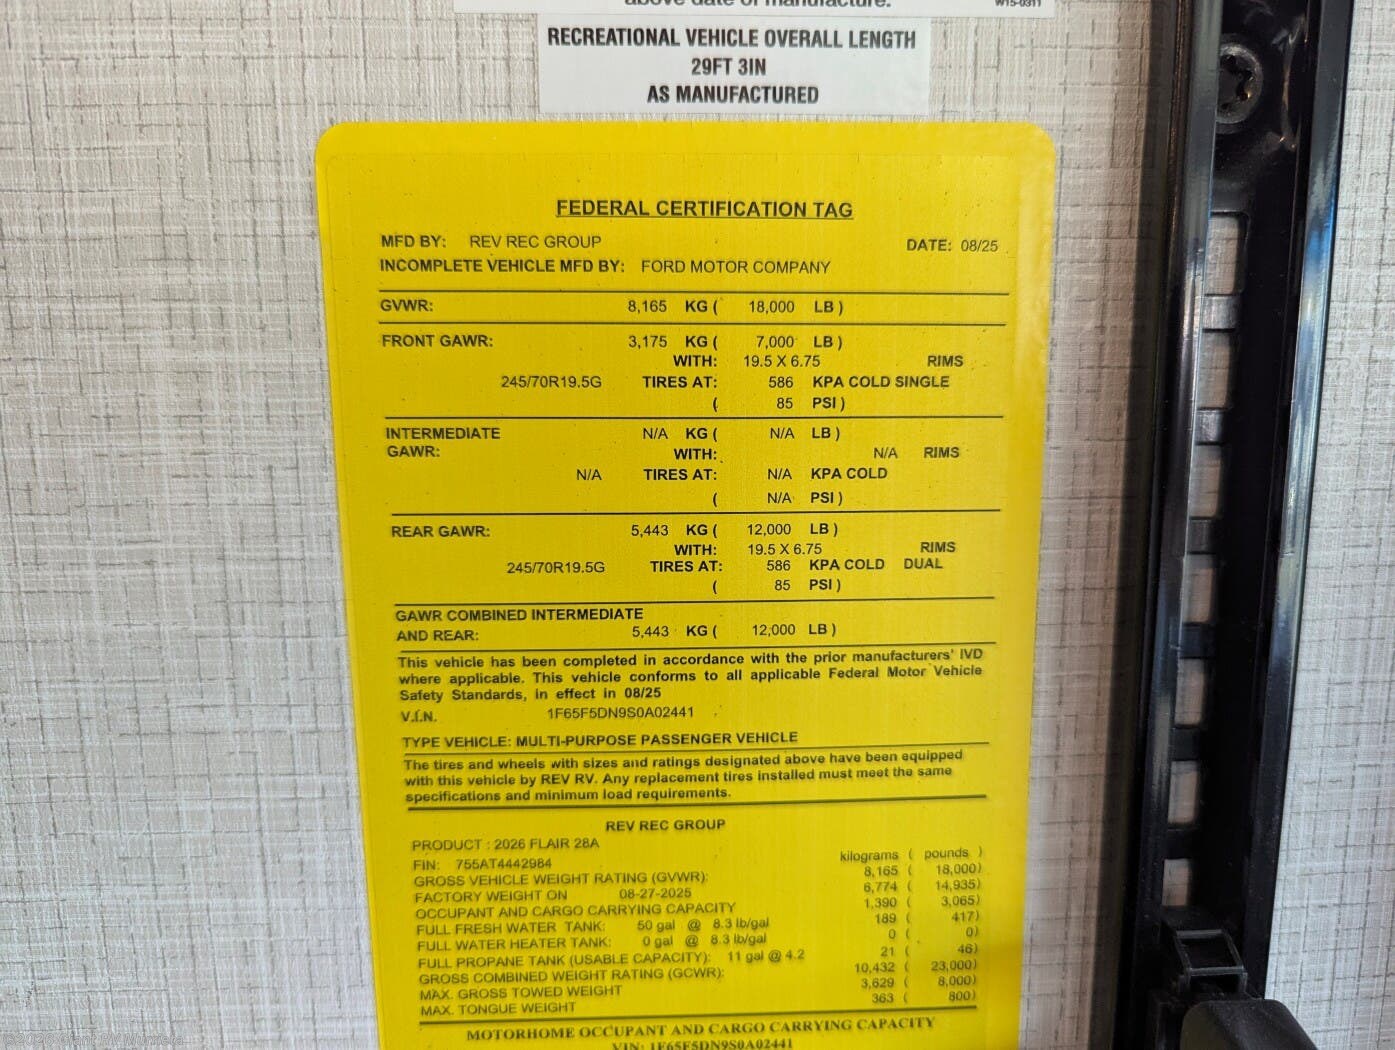 above date of manufacture.
W15-0311
RECREATIONAL VEHICLE OVERALL LENGTH
29FT 3IN
AS MANUFACTURED
FEDERAL CERTIFICATION TAG
MFD BY: REV REC GROUP DATE: 08/25
INCOMPLETE VEHICLE MFD BY: FORD MOTOR COMPANY
GVWR: 8,165 KG ( 18,000 LB )
FRONT GAWR: 3,175 KG ( 7,000 LB )
WITH: 19.5 X 6.75 RIMS
245/70R19.5G TIRES AT: 586 KPA COLD SINGLE
( 85 PSI )
INTERMEDIATE N/A KG ( N/A LB )
GAWR: WITH: N/A RIMS
N/A TIRES AT: N/A KPA COLD
( N/A PSI )
REAR GAWR: 5,443 KG ( 12,000 LB )
WITH: 19.5 X 6.75 RIMS
245/70R19.5G TIRES AT: 586 KPA COLD DUAL
( 85 PSI )
GAWR COMBINED INTERMEDIATE
AND REAR: 5,443 KG ( 12,000 LB )
This vehicle has been completed in accordance with the prior manufacturers' IVD
where applicable. This vehicle conforms to all applicable Federal Motor Vehicle
Safety Standards, in effect in 08/25
V.I.N. 1F65F5DN9S0A02441
TYPE VEHICLE: MULTI-PURPOSE PASSENGER VEHICLE
The tires and wheels with sizes and ratings designated above have been equipped
with this vehicle by REV RV. Any replacement tires installed must meet the same
specifications and minimum load requirements.
REV REC GROUP
PRODUCT : 2026 FLAIR 28A
FIN: 755AT4442984 kilograms ( pounds )
GROSS VEHICLE WEIGHT RATING (GVWR): 8,165 ( 18,000)
FACTORY WEIGHT ON 08-27-2025 6,774 ( 14,935)
OCCUPANT AND CARGO CARRYING CAPACITY 1,390 ( 3,065)
FULL FRESH WATER TANK: 50 gal @ 8.3 lb/gal 189 ( 417)
FULL WATER HEATER TANK: 0 gal @ 8.3 lb/gal 0 ( 0)
FULL PROPANE TANK (USABLE CAPACITY): 11 gal @ 4.2 21 ( 46)
GROSS COMBINED WEIGHT RATING (GCWR): 10,432 ( 23,000)
MAX. GROSS TOWED WEIGHT 3,629 ( 8,000)
MAX. TONGUE WEIGHT 363 ( 800)
MOTORHOME OCCUPANT AND CARGO CARRYING CAPACITY
VIN: 1F65F5DN9S0A02441